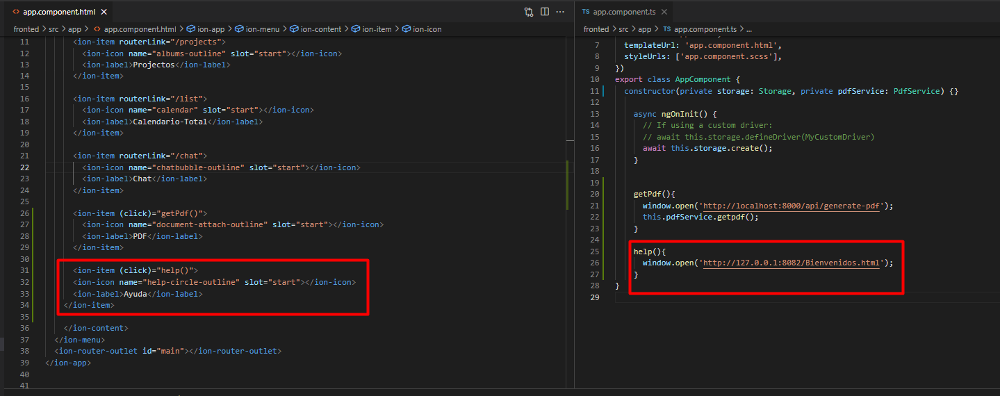 app.component.html
fronted > src > app > app.component.html > ion-app > ion-menu > ion-content > ion-item > ion-icon
11 <ion-item routerLink="/projects">
12 <ion-icon name="albums-outline" slot="start"></ion-icon>
13 <ion-label>Projectos</ion-label>
14 </ion-item>
15
16 <ion-item routerLink="/list">
17 <ion-icon name="calendar" slot="start"></ion-icon>
18 <ion-label>Calendario-Total</ion-label>
19 </ion-item>
20
21 <ion-item routerLink="/chat">
22 <ion-icon name="chatbubble-outline" slot="start"></ion-icon>
23 <ion-label>Chat</ion-label>
24 </ion-item>
25
26 <ion-item (click)="getPdf()">
27 <ion-icon name="document-attach-outline" slot="start"></ion-icon>
28 <ion-label>PDF</ion-label>
29 </ion-item>
30
31 <ion-item (click)="help()">
32 <ion-icon name="help-circle-outline" slot="start"></ion-icon>
33 <ion-label>Ayuda</ion-label>
34 </ion-item>
35
36 </ion-content>
37 </ion-menu>
38 <ion-router-outlet id="main"></ion-router-outlet>
39 </ion-app>
40
41
TS app.component.ts
fronted > src > app > TS app.component.ts > ...
7 templateUrl: 'app.component.html',
8 styleUrls: ['app.component.scss'],
9 })
10 export class AppComponent {
11 constructor(private storage: Storage, private pdfService: PdfService) {}
12
13 async ngOnInit() {
14 // If using a custom driver:
15 // await this.storage.defineDriver(MyCustomDriver)
16 await this.storage.create();
17 }
18
19
20 getPdf(){
21 window.open('http://localhost:8000/api/generate-pdf');
22 this.pdfService.getpdf();
23 }
24
25 help(){
26 window.open('http://127.0.0.1:8082/Bienvenidos.html');
27 }
28 }
29